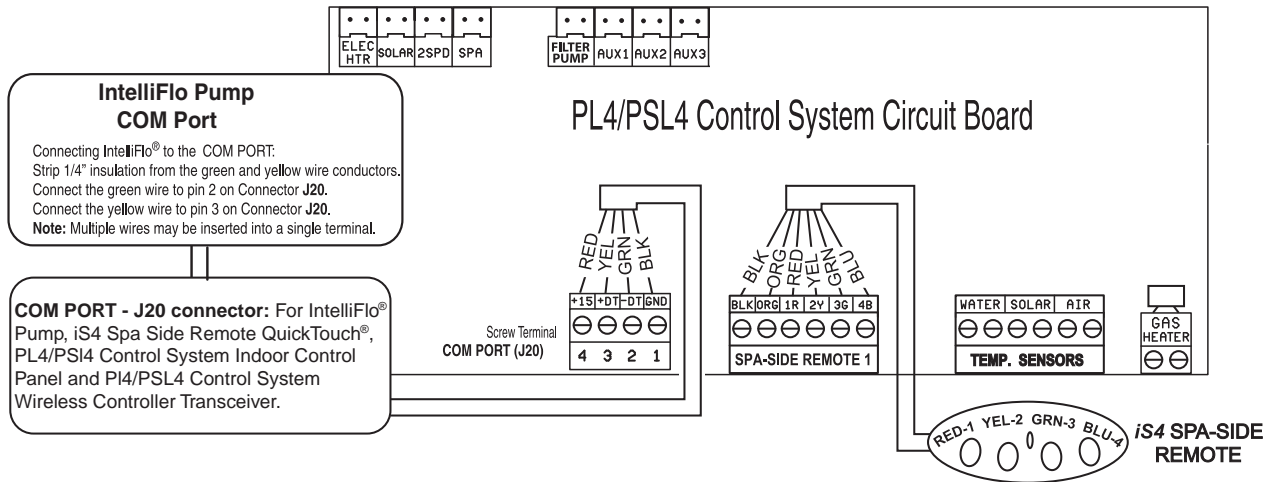 ELEC HTR SOLAR 2SPD SPA
FILTER PUMP AUX1 AUX2 AUX3
PL4/PSL4 Control System Circuit Board
IntelliFlo Pump
COM Port
Connecting IntelliFlo® to the COM PORT:
Strip 1/4" insulation from the green and yellow wire conductors.
Connect the green wire to pin 2 on Connector J20.
Connect the yellow wire to pin 3 on Connector J20.
Note: Multiple wires may be inserted into a single terminal.
COM PORT - J20 connector: For IntelliFlo®
Pump, iS4 Spa Side Remote QuickTouch®,
PL4/PSl4 Control System Indoor Control
Panel and Pl4/PSL4 Control System
Wireless Controller Transceiver.
RED YEL GRN BLK
+15 +DT -DT GND
Screw Terminal
COM PORT (J20)
4 3 2 1
BLK ORG RED YEL GRN BLU
BLK ORG 1R 2Y 3G 4B
SPA-SIDE REMOTE 1
WATER SOLAR AIR
TEMP. SENSORS
GAS
HEATER
RED-1 YEL-2 GRN-3 BLU-4
iS4 SPA-SIDE
REMOTE